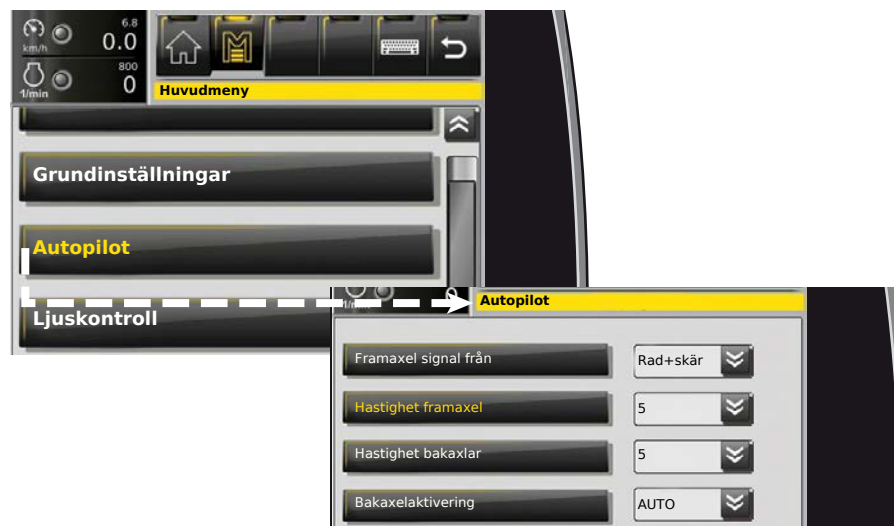 6.8
km/h
0.0
800
1/min
0
Huvudmeny
Grundinställningar
Autopilot
Ljuskontroll
Autopilot
Framaxel signal från
Rad+skär
Hastighet framaxel
5
Hastighet bakaxlar
5
Bakaxelaktivering
AUTO